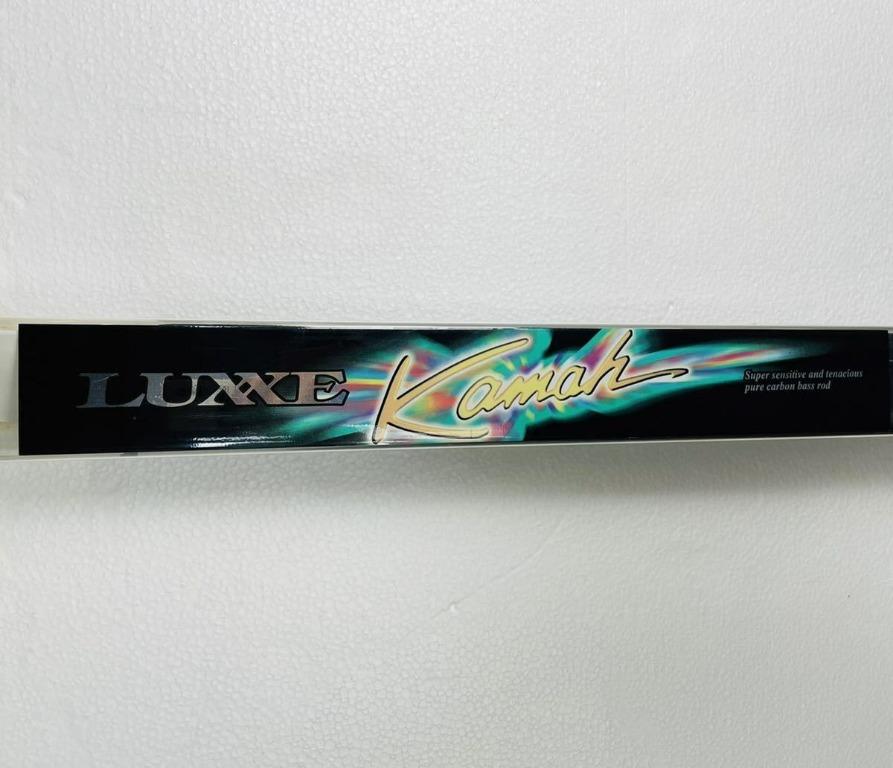 LUXXE Kamah
Super sensitive and tenacious
pure carbon bass rod